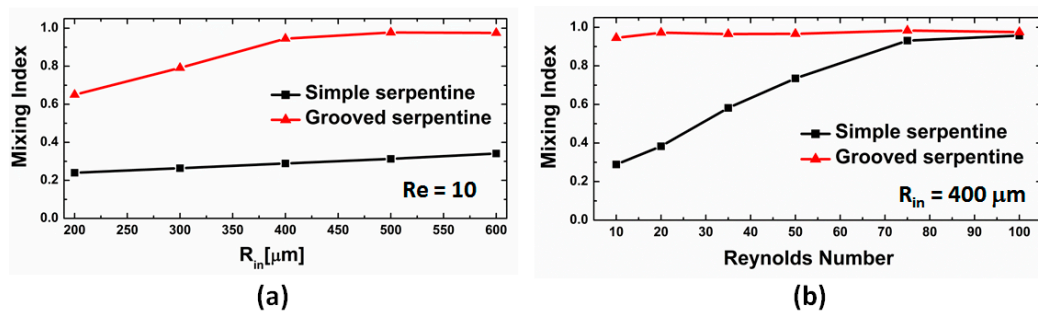 Mixing Index
1.0
0.8
0.6
0.4
0.2
0.0
Simple serpentine
Grooved serpentine
Re = 10
200 250 300 350 400 450 500 550 600
R_in[μm]
(a)
Mixing Index
1.0
0.8
0.6
0.4
0.2
0.0
Simple serpentine
Grooved serpentine
R_in = 400 μm
10 20 30 40 50 60 70 80 90 100
Reynolds Number
(b)